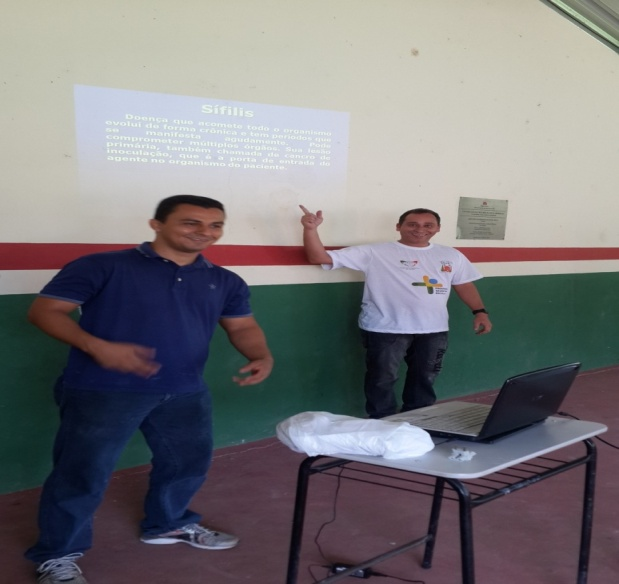 Sífilis
Doença que acomete todo o organismo
evolui de forma crônica e tem períodos que
se manifesta agudamente. Pode
comprometer múltiplos órgãos. Sua lesão
primária, também chamada de cancro de
inoculação, que é a porta de entrada do
agente no organismo do paciente.